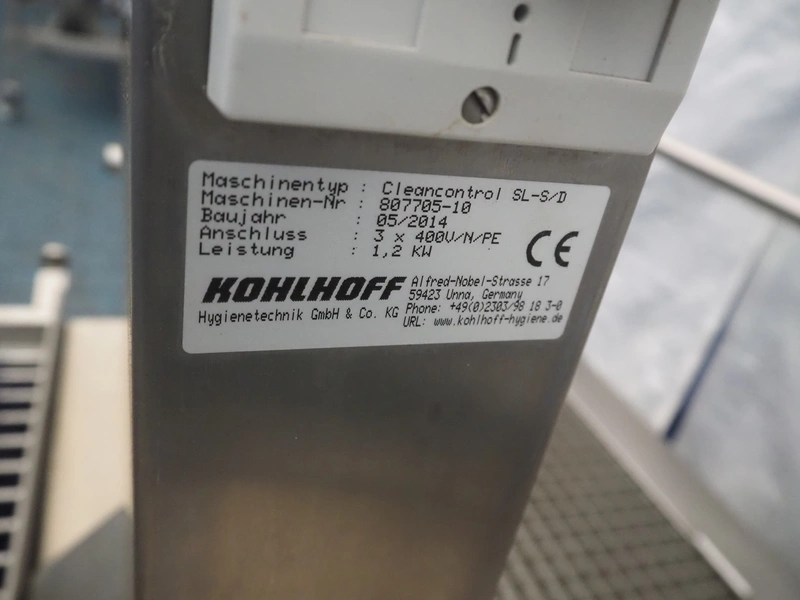 Maschinentyp : Cleancontrol SL-S/D
Maschinen-Nr : 807705-10
Baujahr : 05/2014
Anschluss : 3 x 400V/N/PE
Leistung : 1,2 KW
CE
KOHLHOFF
Hygienetechnik GmbH & Co. KG
Alfred-Nobel-Strasse 17
59423 Unna, Germany
Phone: +49(0)2303/98 18 3-0
URL: www.kohlhoff-hygiene.de